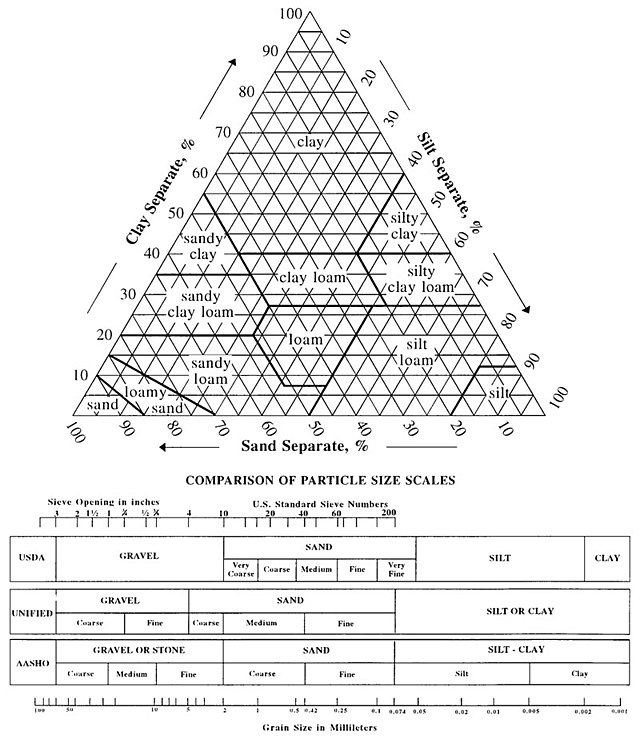 100
90
10
80
20
70
30
clay
60
40
50
50
silty
clay
sandy
clay
60
40
clay loam
silty
clay loam
70
30
sandy
clay loam
80
20
loam
silt
loam
sandy
loam
90
10
loamy
sand
sand
silt
100
100
90
80
70
60
50
40
30
20
10
Clay Separate, %
Silt Separate, %
Sand Separate, %
COMPARISON OF PARTICLE SIZE SCALES
Sieve Opening in inches
U.S. Standard Sieve Numbers
3 2 1½ 1 ¾ ½ ⅜ 4 10 20 40 60 200
USDA
GRAVEL
SAND
SILT
CLAY
Very
Coarse
Coarse
Medium
Fine
Very
Fine
UNIFIED
GRAVEL
SAND
SILT OR CLAY
Coarse
Fine
Coarse
Medium
Fine
AASHO
GRAVEL OR STONE
SAND
SILT - CLAY
Coarse
Medium
Fine
Coarse
Fine
Silt
Clay
100 50 10 5 2 1 0.5 0.42 0.25 0.1 0.074 0.05 0.02 0.01 0.005 0.002 0.001
Grain Size in Millileters